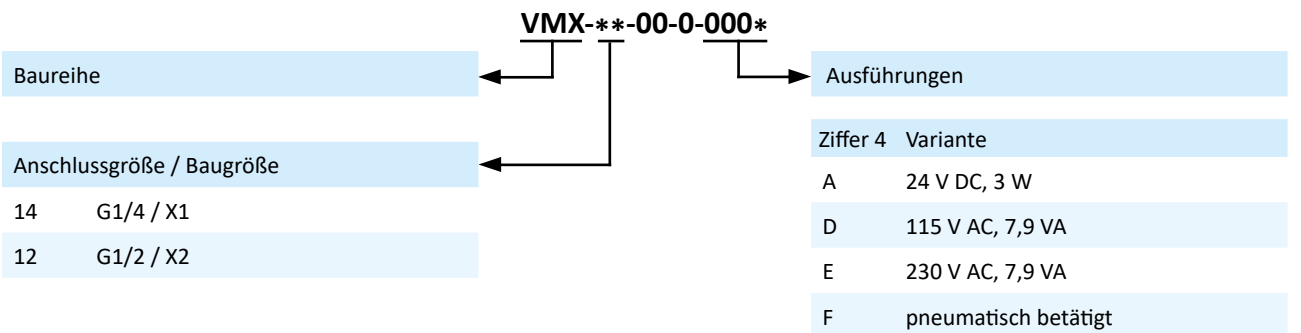 VMX-**-00-0-000*
Baureihe
Anschlussgröße / Baugröße
14 G1/4 / X1
12 G1/2 / X2
Ausführungen
Ziffer 4 Variante
A 24 V DC, 3 W
D 115 V AC, 7,9 VA
E 230 V AC, 7,9 VA
F pneumatisch betätigt